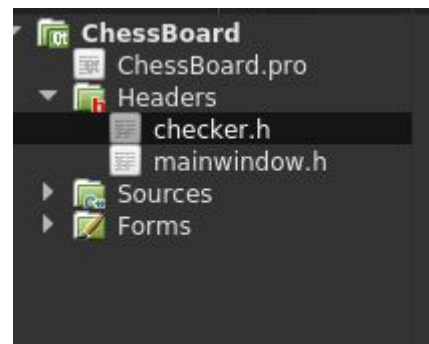 ChessBoard
ChessBoard.pro
Headers
checker.h
mainwindow.h
Sources
Forms